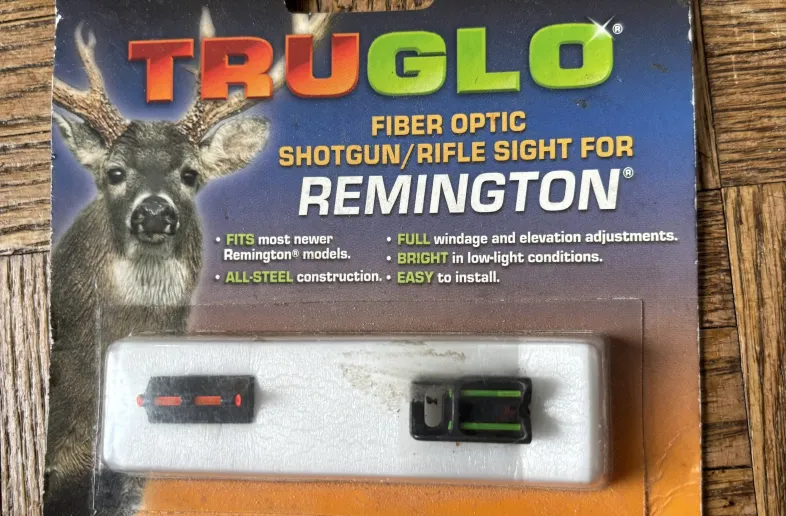 TRUGLO®
FIBER OPTIC
SHOTGUN/RIFLE SIGHT FOR
REMINGTON®
• FITS most newer
Remington® models.
• ALL-STEEL construction.
• FULL windage and elevation adjustments.
• BRIGHT in low-light conditions.
• EASY to install.